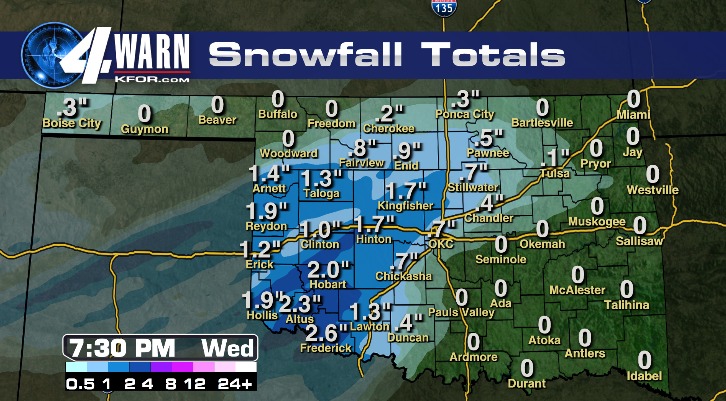 135
4WARN
KFOR.com
Snowfall Totals
.3"
Boise City
0
Guymon
0
Beaver
0
Buffalo
0
Freedom
.2"
Cherokee
.3"
Ponca City
0
Bartlesville
0
Miami
0
Woodward
.8"
Fairview
.9"
Enid
.5"
Pawnee
.1"
Tulsa
0
Pryor
0
Jay
1.4"
Arnett
1.3"
Taloga
1.7"
Kingfisher
.7"
Stillwater
0
Westville
1.9"
Reydon
1.0"
Clinton
1.7"
Hinton
.7"
OKC
.4"
Chandler
0
Okemah
0
Muskogee
0
Sallisaw
1.2"
Erick
2.0"
Hobart
.7"
Chickasha
0
Seminole
0
McAlester
0
Talihina
1.9"
Hollis
2.3"
Altus
1.3"
Lawton
.4"
Duncan
0
Pauls Valley
0
Ada
0
Atoka
0
Antlers
2.6"
Frederick
0
Ardmore
0
Durant
0
Idabel
7:30 PM Wed
0.5 1 2 4 8 12 24+